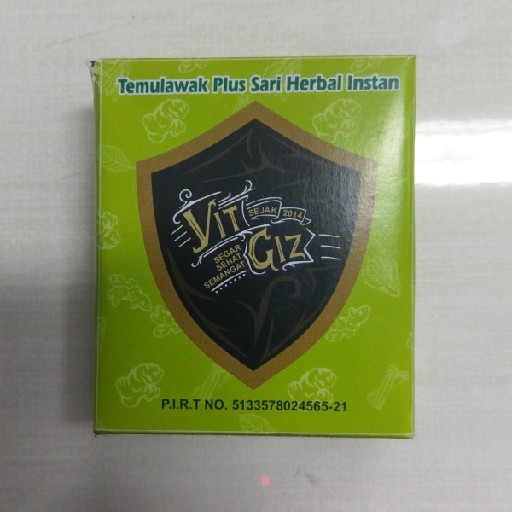 Temulawak Plus Sari Herbal Instan
VIT
SEJAK 2014
GIZ
SEGAR
SEHAT
SEMANGAT
P.I.R.T NO. 5133578024565-21